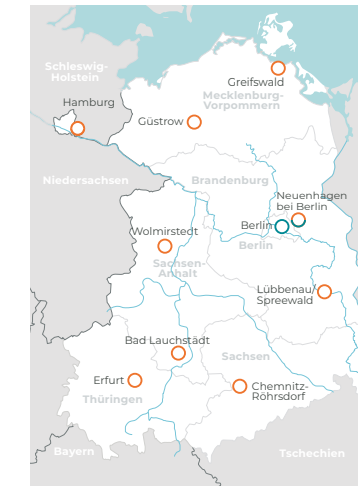 Schleswig-
Holstein
Hamburg
Greifswald
Mecklenburg-
Vorpommern
Güstrow
Niedersachsen
Brandenburg
Neuenhagen
bei Berlin
Berlin
Berlin
Wolmirstedt
Sachsen-
Anhalt
Lübbenau/
Spreewald
Bad Lauchstädt
Sachsen
Erfurt
Chemnitz-
Röhrsdorf
Thüringen
Bayern
Tschechien